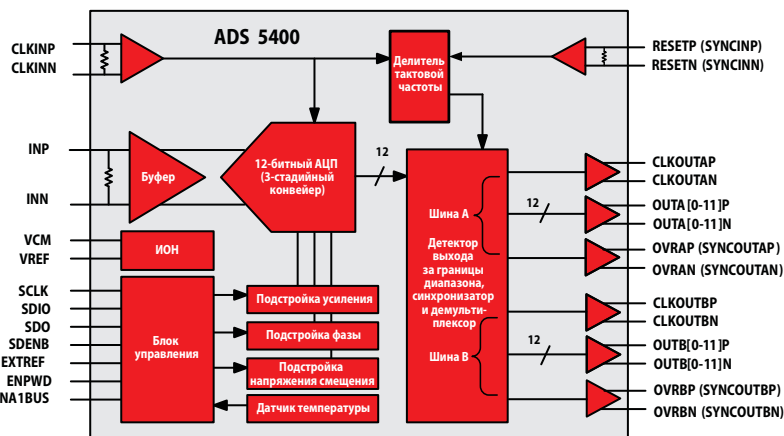 ADS 5400
CLKINP
CLKINN
Делитель
тактовой
частоты
RESETP (SYNCINP)
RESETN (SYNCINN)
INP
INN
Буфер
12-битный АЦП
(3-стадийный
конвейер)
12
VCM
VREF
ИОН
SCLK
SDIO
SDO
SDENB
EXTREF
ENPWD
NA1BUS
Блок
управления
Подстройка усиления
Подстройка фазы
Подстройка
напряжения смещения
Датчик температуры
Шина A
Детектор
выхода
за границы
диапазона,
синхронизатор
и демульти-
плексор
Шина B
12
12
CLKOUTAP
CLKOUTAN
OUTA[0-11]P
OUTA[0-11]N
OVRAP (SYNCOUTAP)
OVRAN (SYNCOUTAN)
CLKOUTBP
CLKOUTBN
OUTB[0-11]P
OUTB[0-11]N
OVRBP (SYNCOUTBP)
OVRBN (SYNCOUTBN)